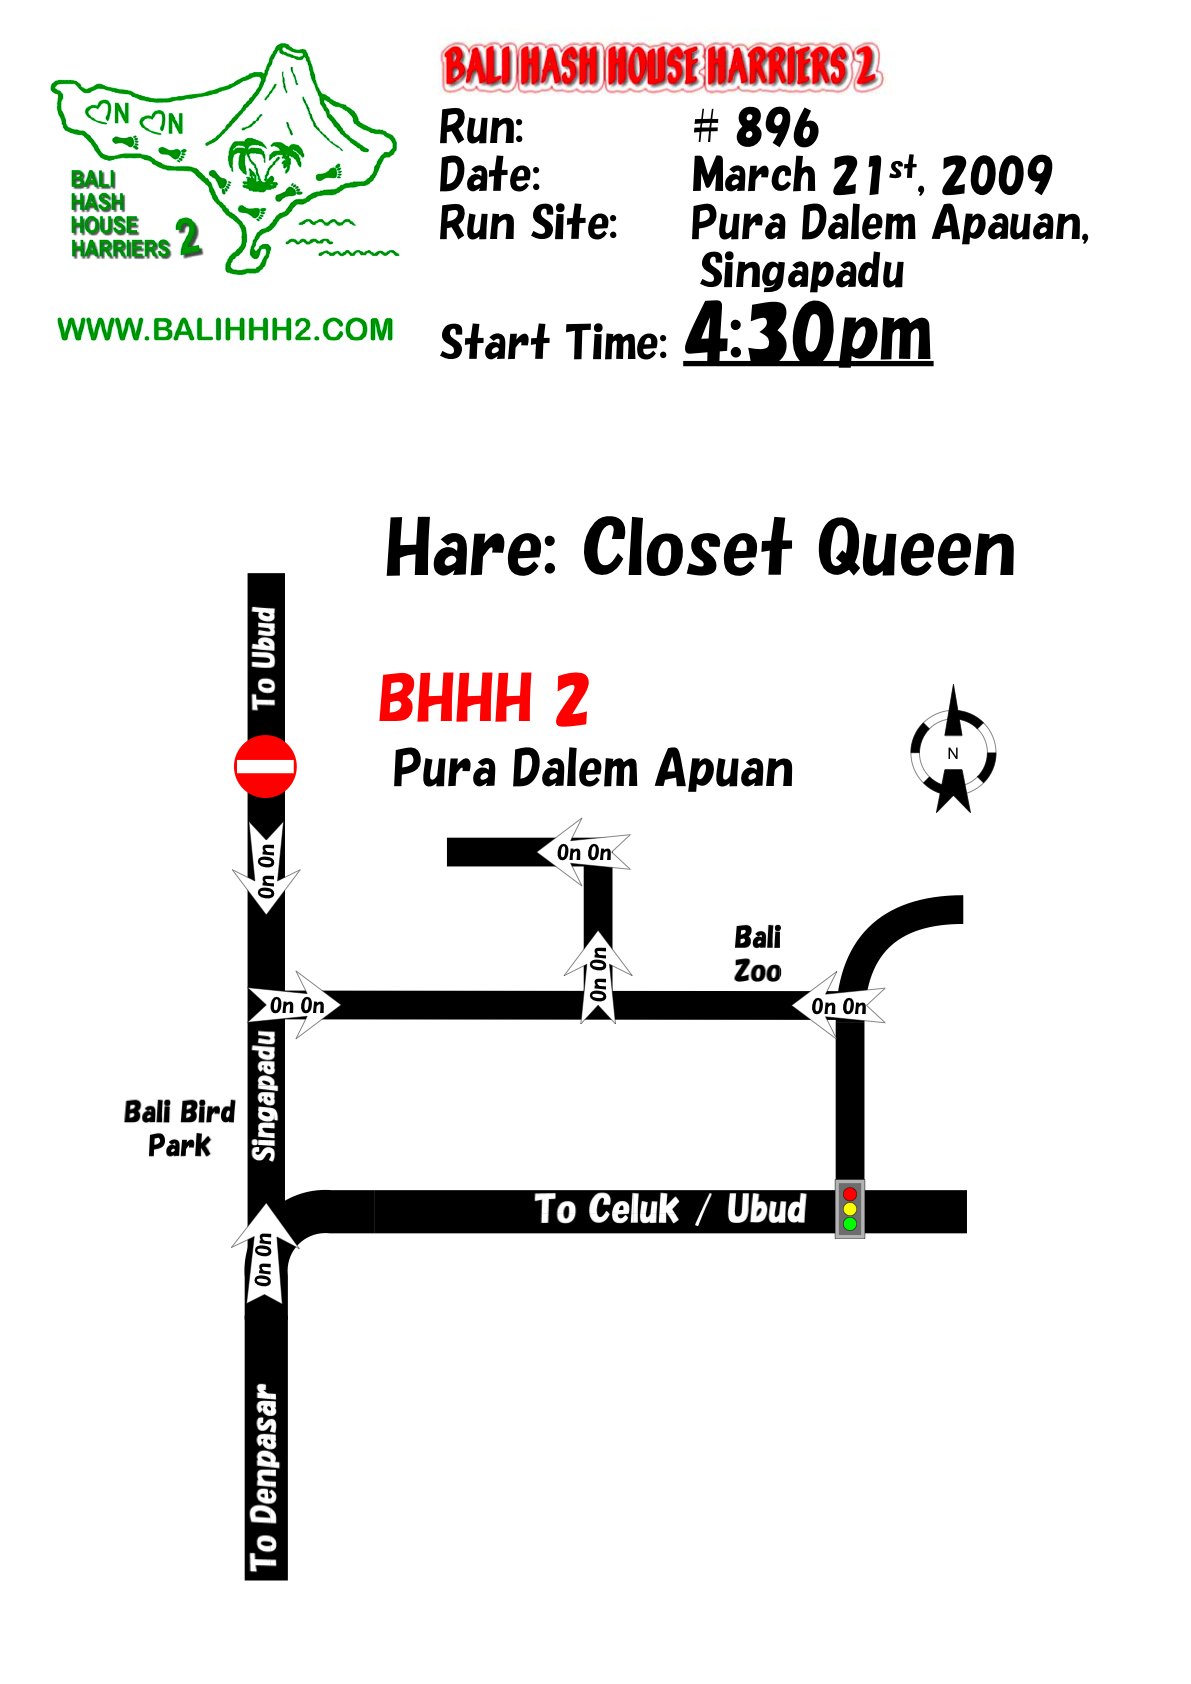 BALI HASH HOUSE HARRIERS 2
ON ON
BALI
HASH
HOUSE
HARRIERS 2
WWW.BALIHHH2.COM
Run: # 896
Date: March 21st, 2009
Run Site: Pura Dalem Apauan,
Singapadu
Start Time: 4:30pm
Hare: Closet Queen
To Ubud
BHHH 2
Pura Dalem Apuan
N
On On
On On
Bali
Zoo
On On
On On
On On
Singapadu
Bali Bird
Park
To Celuk / Ubud
On On
To Denpasar